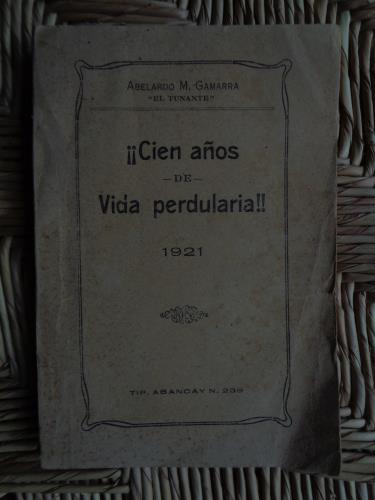 ABELARDO M. GAMARRA
"EL TUNANTE"
¡¡Cien años
—DE—
Vida perdularia!!
1921
TIP. ABANCAY N. 239